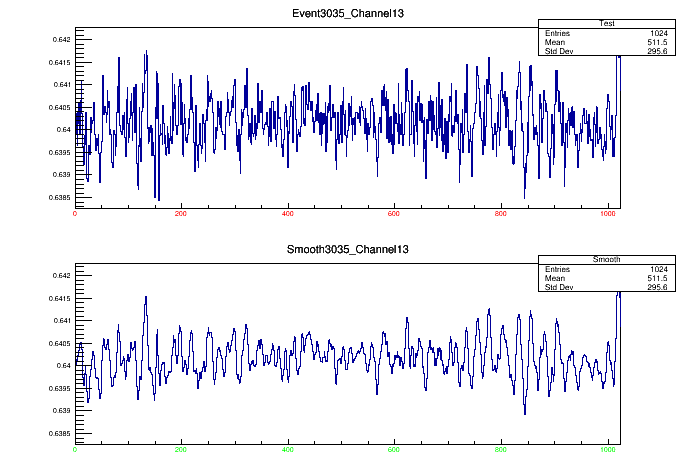 Event3035_Channel13
Test
Entries 1024
Mean 511.5
Std Dev 295.6
0.642
0.6415
0.641
0.6405
0.64
0.6395
0.639
0.6385
0 200 400 600 800 1000
Smooth3035_Channel13
Smooth
Entries 1024
Mean 511.5
Std Dev 295.6
0.642
0.6415
0.641
0.6405
0.64
0.6395
0.639
0.6385
0 200 400 600 800 1000